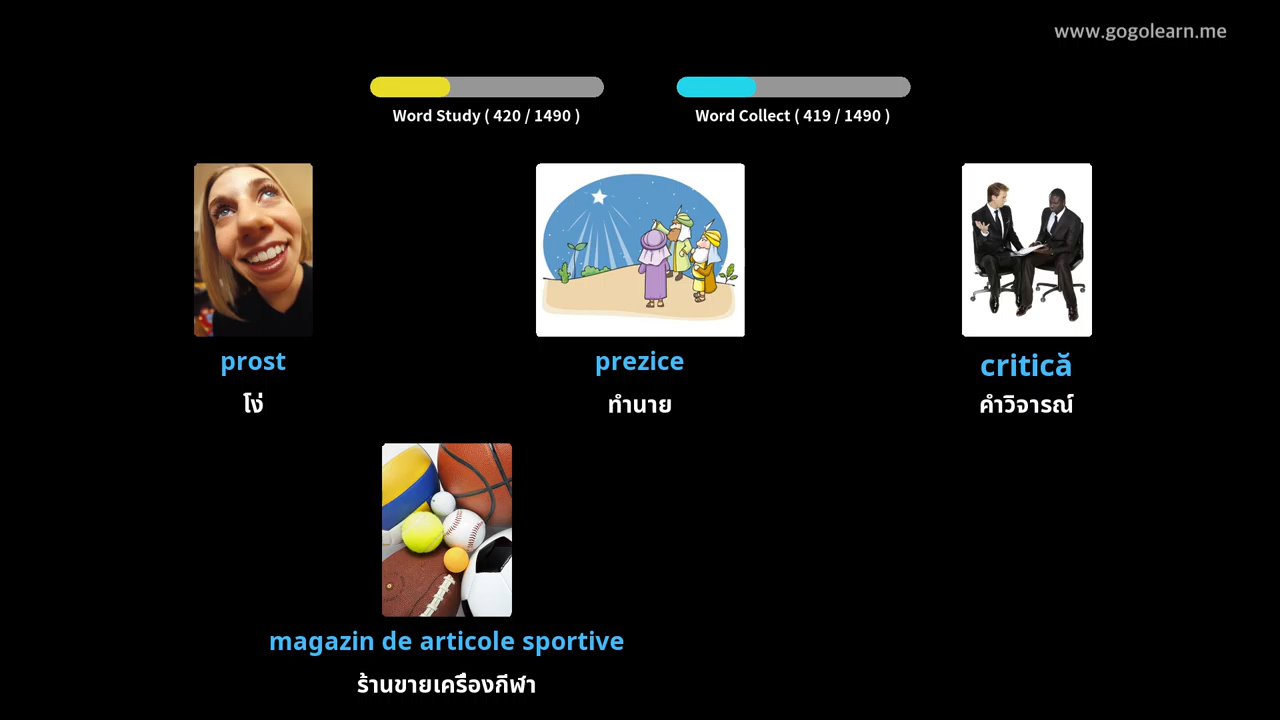 www.gogolearn.me
Word Study ( 420 / 1490 )
Word Collect ( 419 / 1490 )
prost
prezice
critică
โง่
ทำนาย
คำวิจารณ์
magazin de articole sportive
ร้านขายเครื่องกีฬา